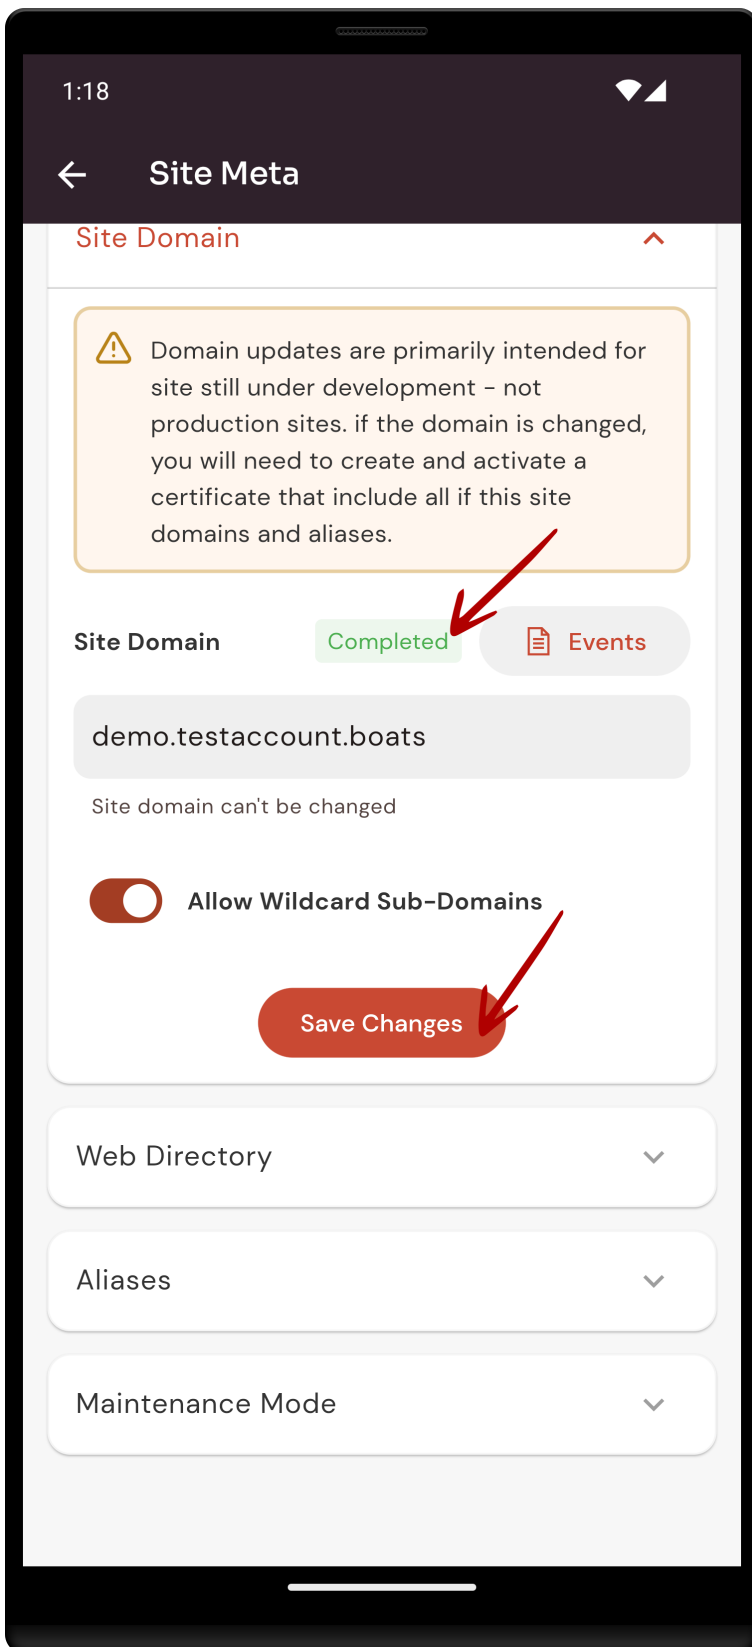 1:18
Site Meta
Site Domain
Domain updates are primarily intended for
site still under development - not
production sites. if the domain is changed,
you will need to create and activate a
certificate that include all if this site
domains and aliases.
Site Domain Completed Events
demo.testaccount.boats
Site domain can't be changed
Allow Wildcard Sub-Domains
Save Changes
Web Directory
Aliases
Maintenance Mode